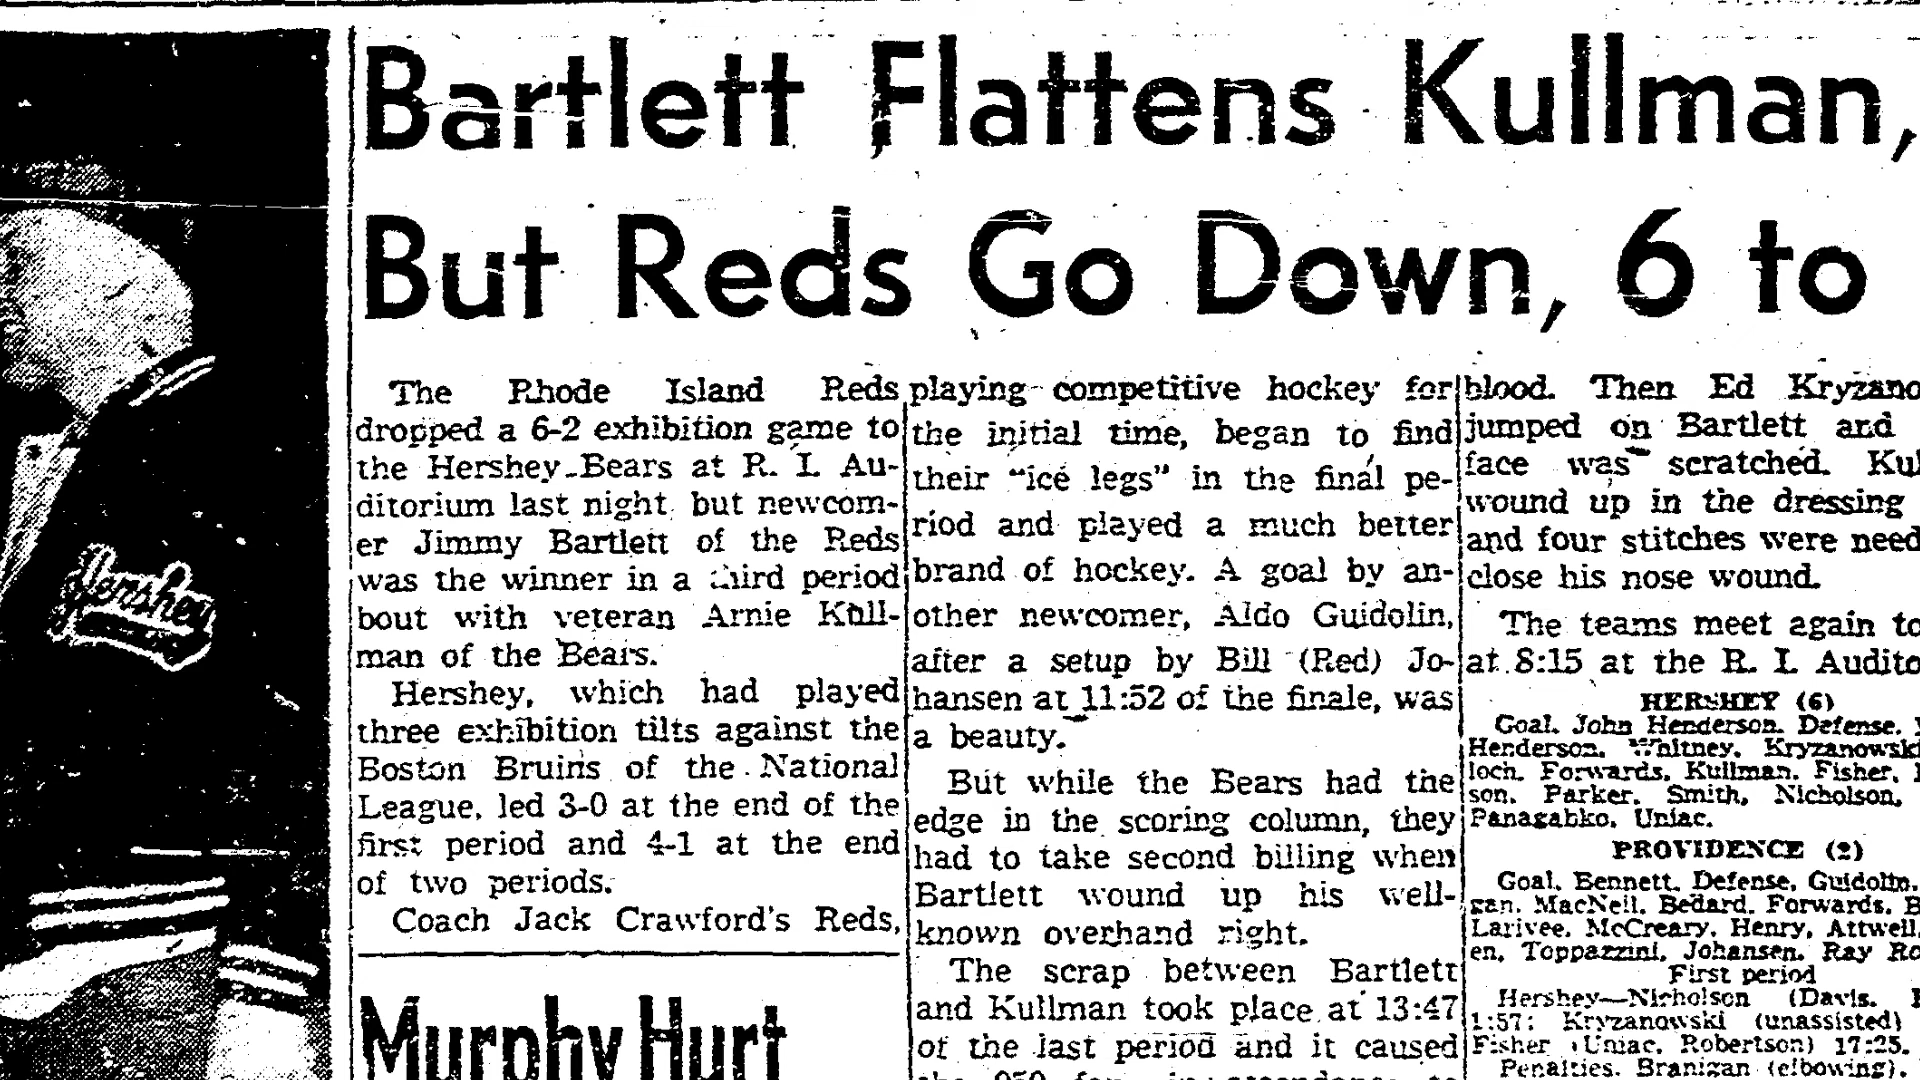 Bartlett Flattens Kullman,
But Reds Go Down, 6 to
Hershey
The Rhode Island Reds
dropped a 6-2 exhibition game to
the Hershey Bears at R. I. Au-
ditorium last night but newcom-
er Jimmy Bartlett of the Reds
was the winner in a third period
bout with veteran Arnie Kull-
man of the Bears.
Hershey, which had played
three exhibition tilts against the
Boston Bruins of the National
League, led 3-0 at the end of the
first period and 4-1 at the end
of two periods.
Coach Jack Crawford's Reds,
Murphy Hurt
playing competitive hockey for
the initial time, began to find
their "ice legs" in the final pe-
riod and played a much better
brand of hockey. A goal by an-
other newcomer, Aldo Guidolin,
after a setup by Bill (Red) Jo-
hansen at 11:52 of the finale, was
a beauty.
But while the Bears had the
edge in the scoring column, they
had to take second billing when
Bartlett wound up his well-
known overhand right.
The scrap between Bartlett
and Kullman took place at 13:47
of the last period and it caused
blood. Then Ed Kryzano
jumped on Bartlett and
face was scratched. Kul
wound up in the dressing
and four stitches were need
close his nose wound.
The teams meet again to
at 8:15 at the R. I. Audito
HERSHEY (6)
Goal, John Henderson. Defense,
Henderson, Whitney, Kryzanowski
loch. Forwards, Kullman, Fisher,
son, Parker, Smith, Nicholson,
Panagabko, Uniac.
PROVIDENCE (2)
Goal, Bennett. Defense, Guidolin,
gan, MacNeil, Bedard. Forwards, B
Larivee, McCreary, Henry, Attwell,
en, Toppazzini, Johansen, Ray Ro
First period
Hershey—Nicholson (Davis,
1:57; Kryzanowski (unassisted)
Fisher (Uniac, Robertson) 17:25.
Penalties, Branigan (elbowing),